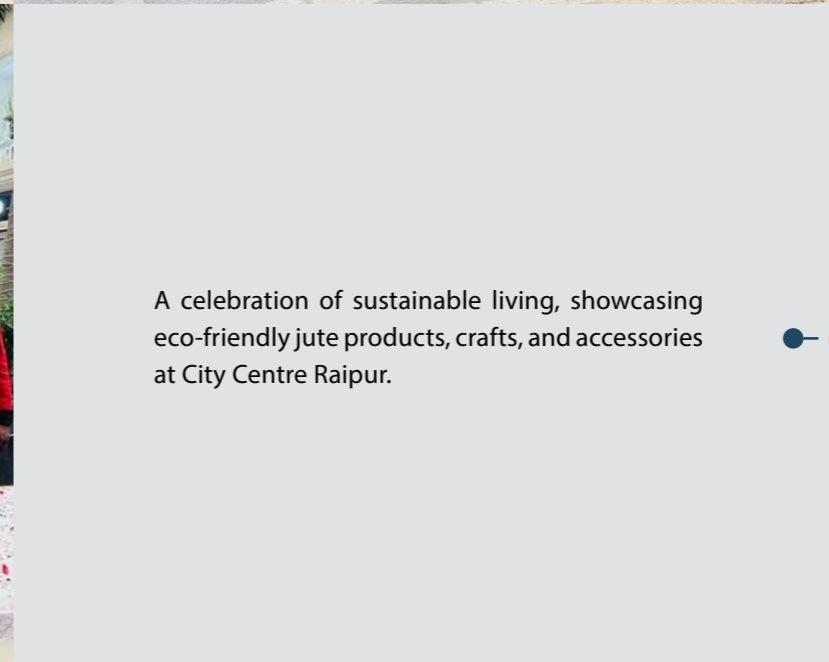 A celebration of sustainable living, showcasing
eco-friendly jute products, crafts, and accessories
at City Centre Raipur.